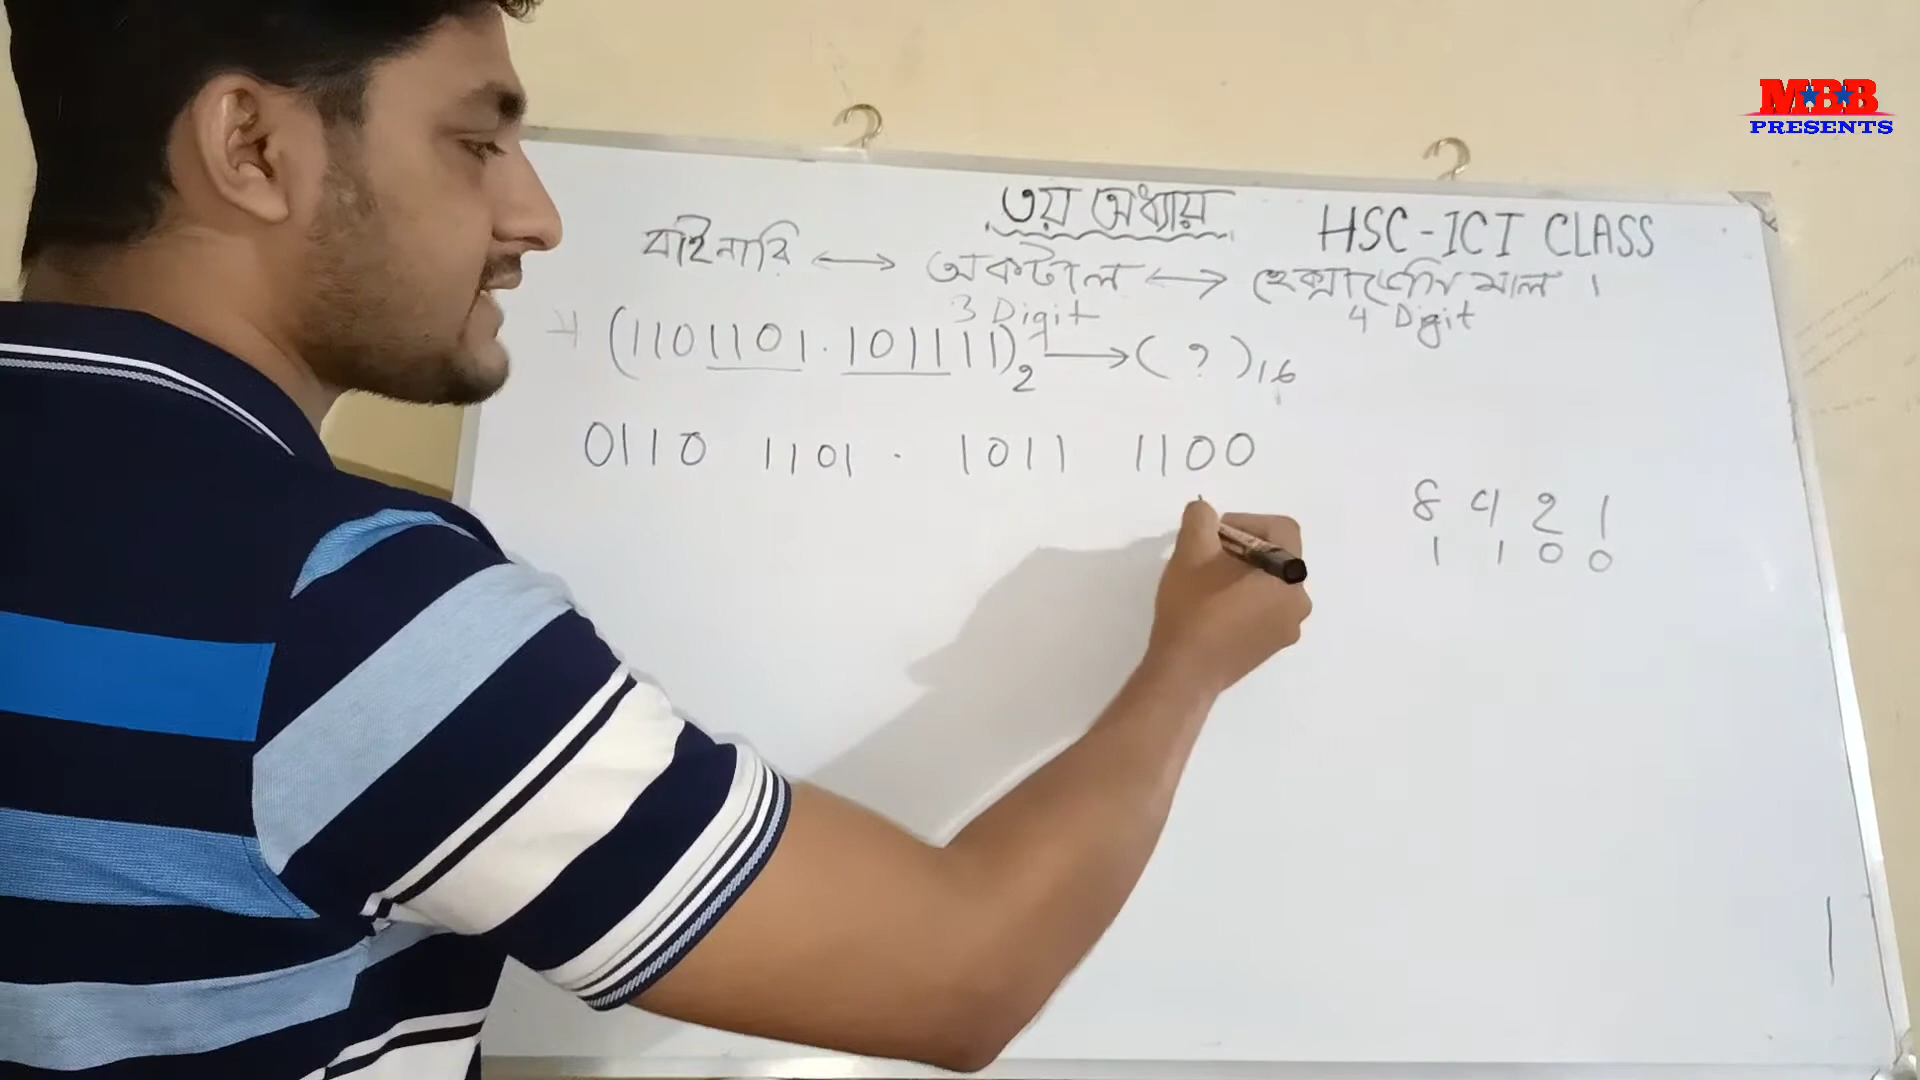 MBB
PRESENTS
৩য় অধ্যায়
HSC-ICT CLASS
বাইনারি ↔ অকটাল ↔ হেক্সাডেসিমাল ।
3 Digit
4 Digit
(1101101.101111)₂ → ( ? )₁₆
0110 1101 . 1011 1100
8 4 2 1
1 1 0 0